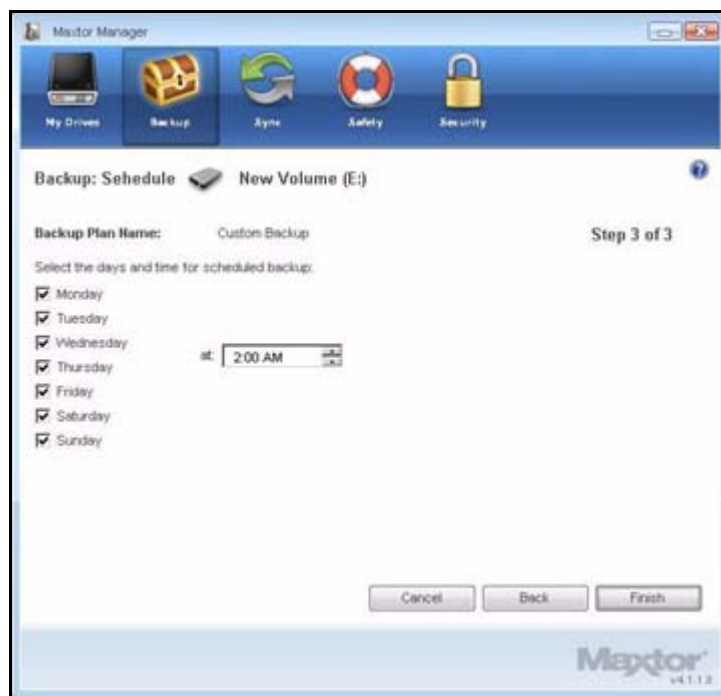 Maxtor Manager
My Drives
Backup
Sync
Safety
Security
Backup: Schedule New Volume (E:)
Backup Plan Name: Custom Backup
Step 3 of 3
Select the days and time for scheduled backup:
Monday
Tuesday
Wednesday
Thursday
Friday
Saturday
Sunday
at: 2:00 AM
Cancel
Back
Finish
Maxtor